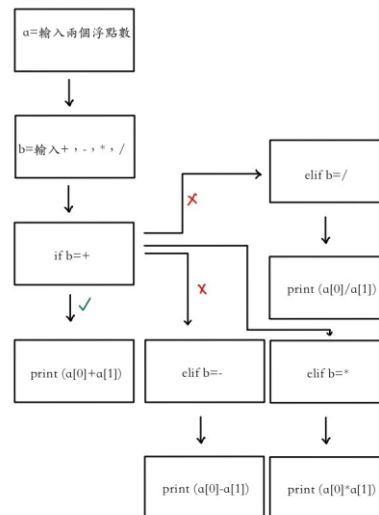 a=輸入兩個浮點數
b=輸入+，-，*，/
if b=+
print (a[0]+a[1])
elif b=/
print (a[0]/a[1])
elif b=-
print (a[0]-a[1])
elif b=*
print (a[0]*a[1])